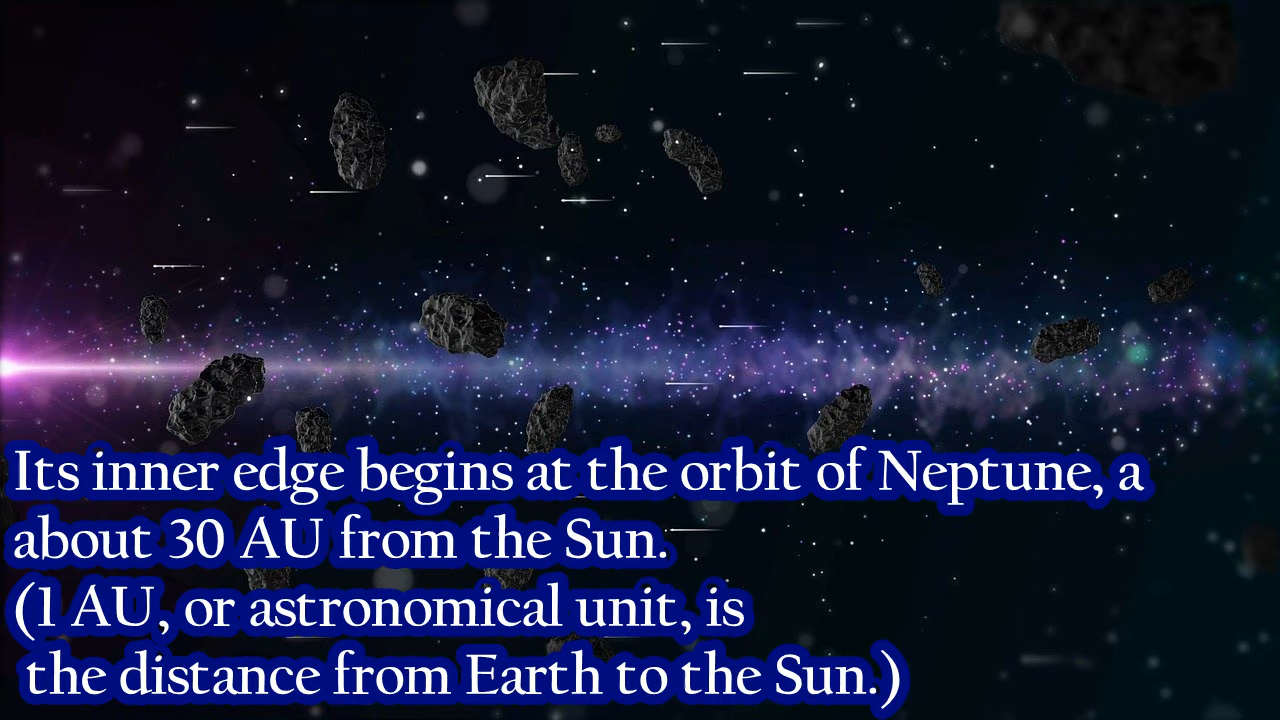 Its inner edge begins at the orbit of Neptune, a
about 30 AU from the Sun.
(1 AU, or astronomical unit, is
the distance from Earth to the Sun.)